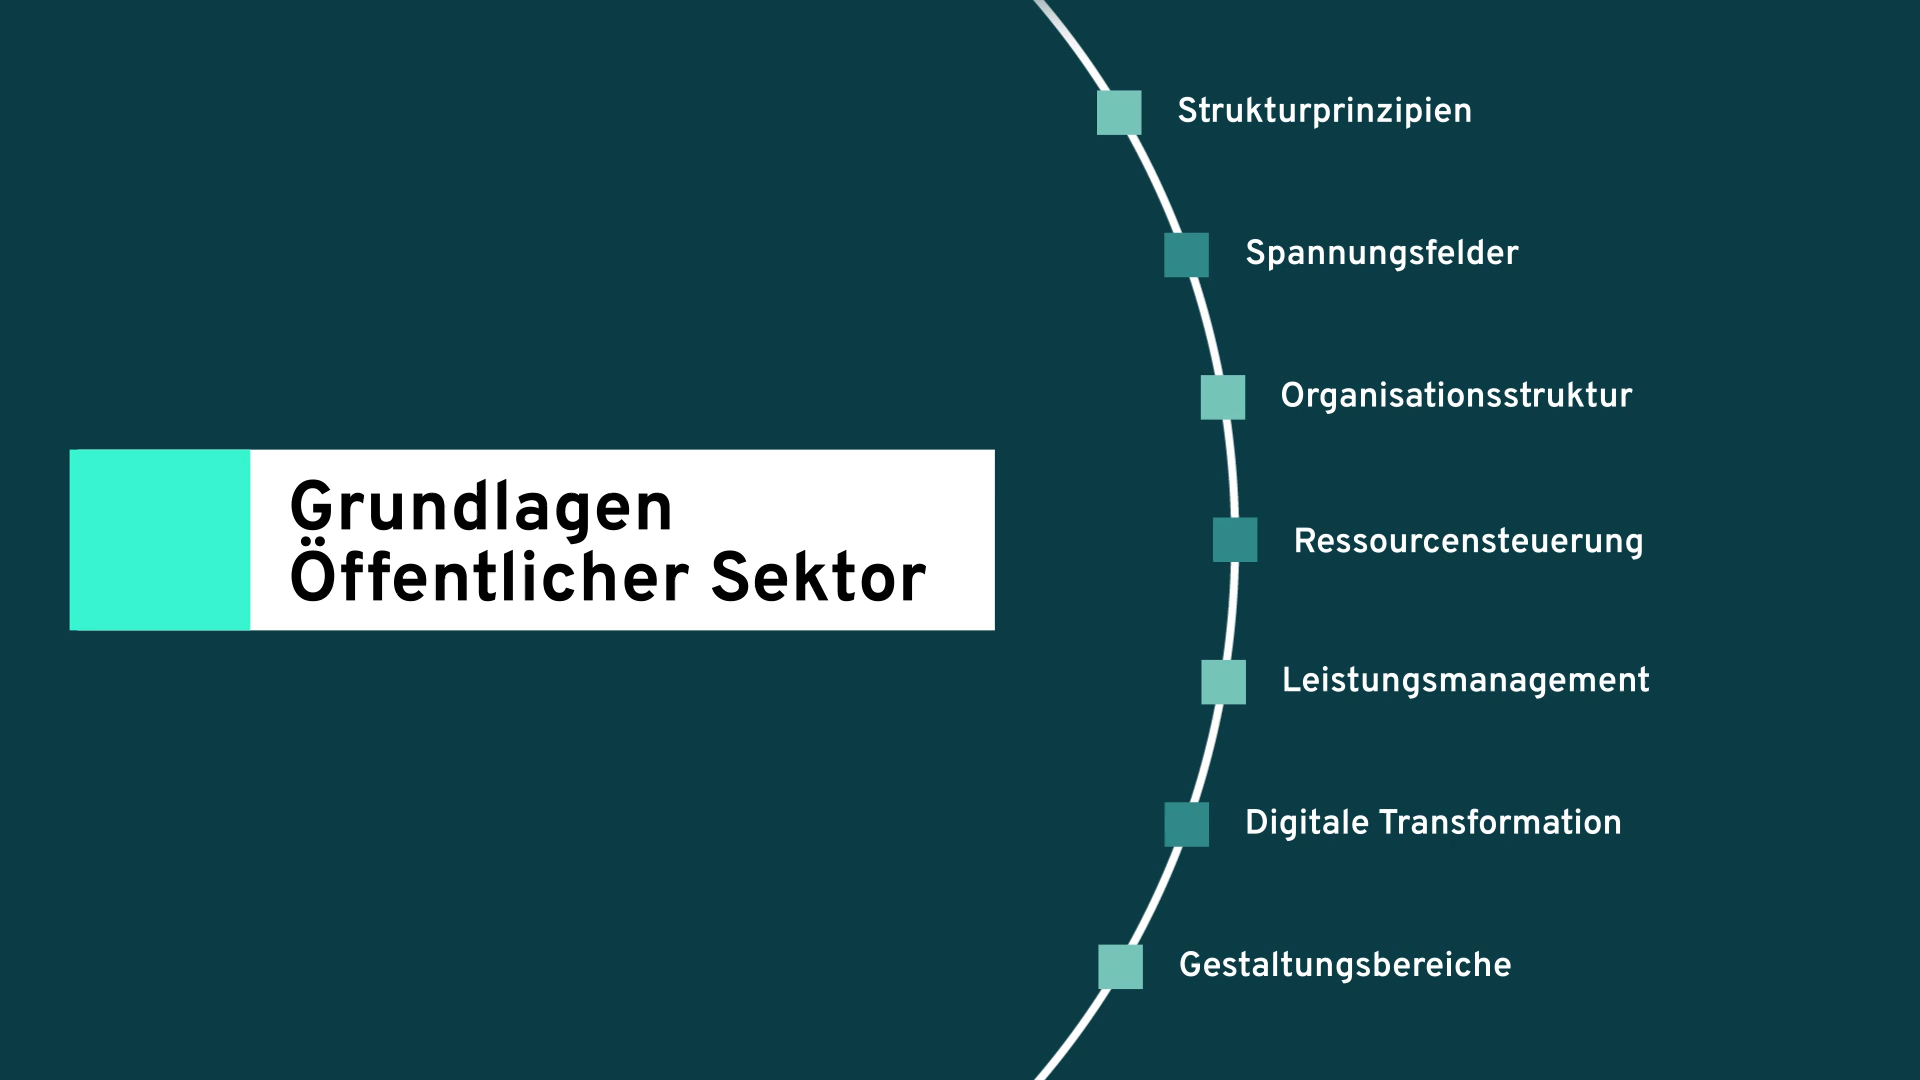 Grundlagen
Öffentlicher Sektor
Strukturprinzipien
Spannungsfelder
Organisationsstruktur
Ressourcensteuerung
Leistungsmanagement
Digitale Transformation
Gestaltungsbereiche